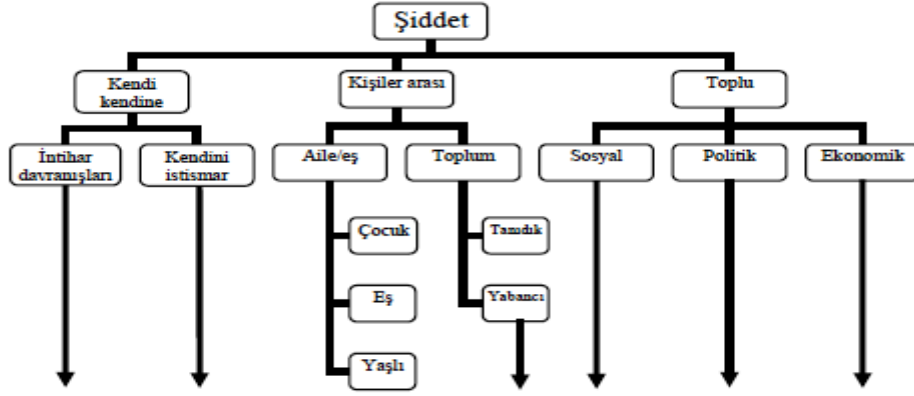 Şiddet
Kendi
kendine
Kişiler arası
Toplu
İntihar
davranışları
Kendini
istismar
Aile/eş
Toplum
Sosyal
Politik
Ekonomik
Çocuk
Tanıdık
Eş
Yabancı
Yaşlı